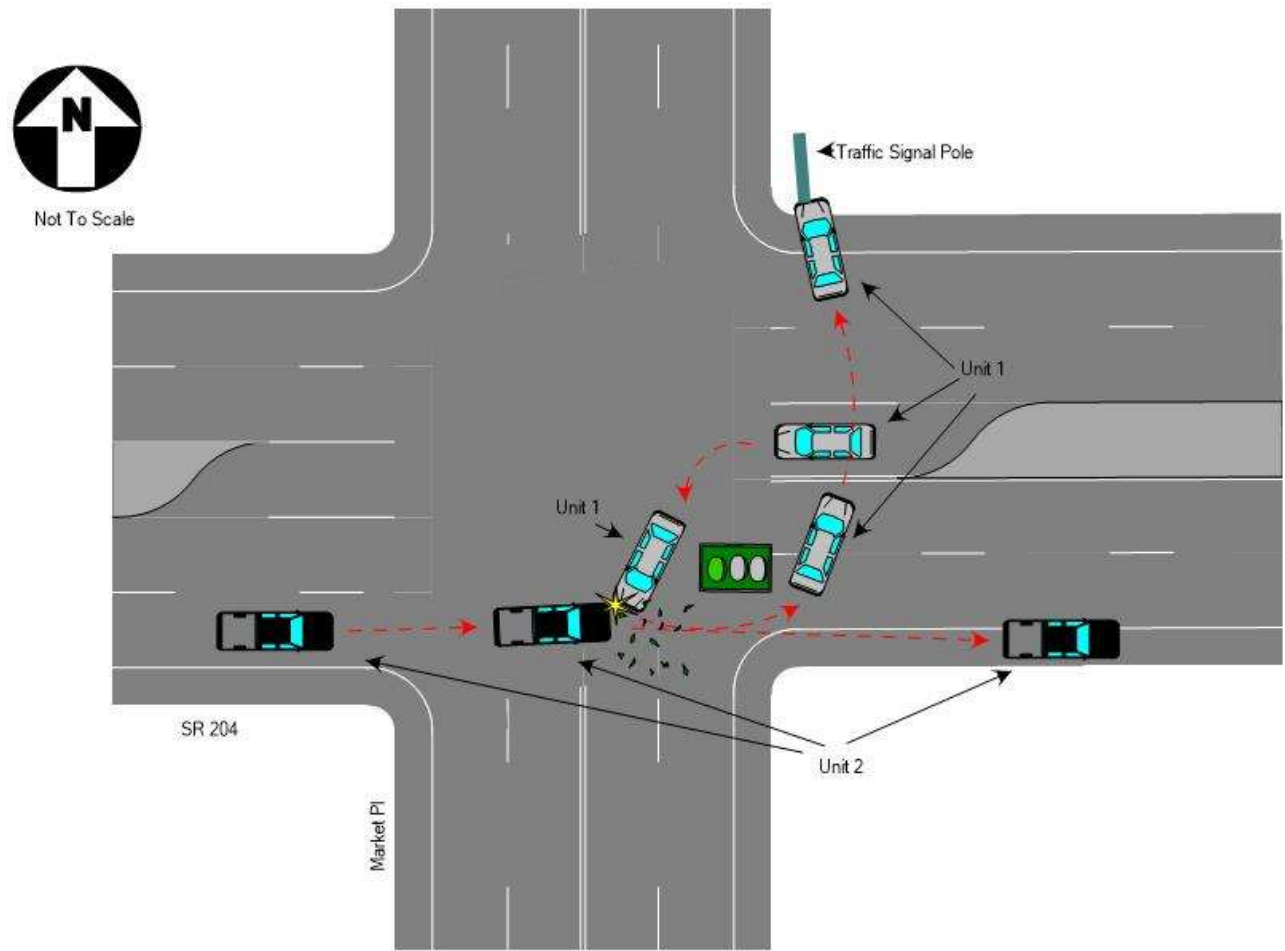 N
Not To Scale
Traffic Signal Pole
Unit 1
Unit 1
SR 204
Unit 2
Market Pl